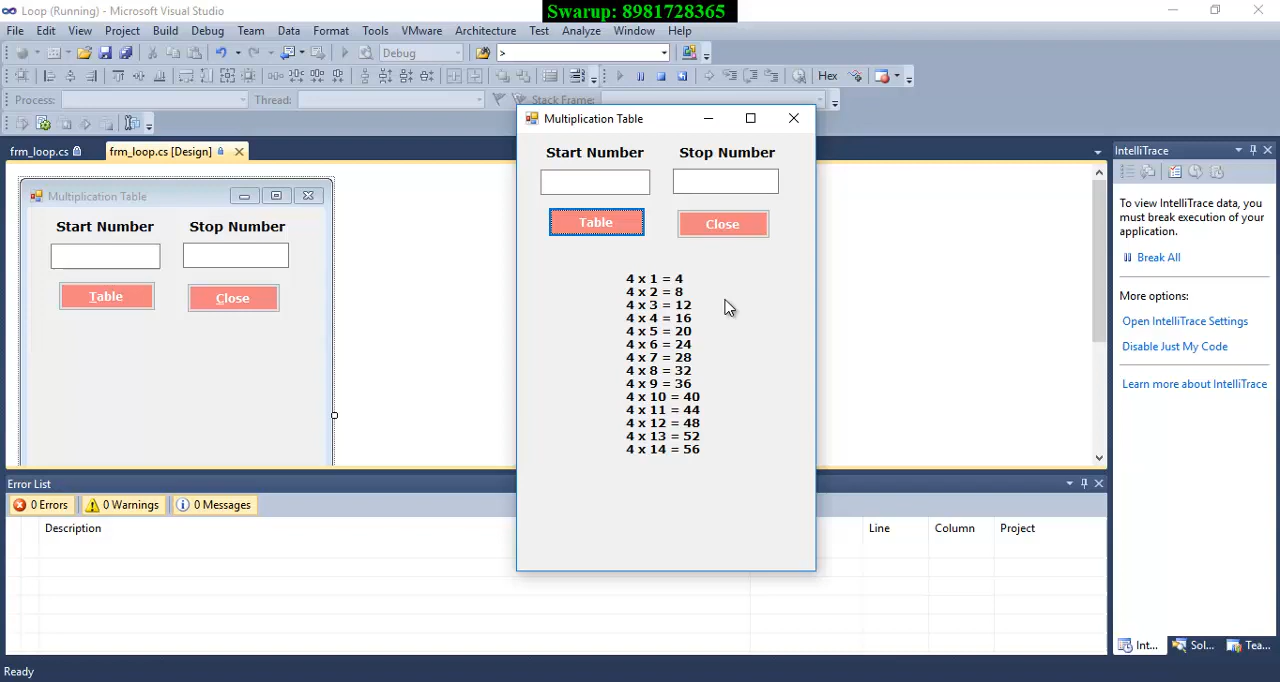 Loop (Running) - Microsoft Visual Studio
Swarup: 8981728365
File Edit View Project Build Debug Team Data Format Tools VMware Architecture Test Analyze Window Help
Debug >
Hex
Process: Thread: Stack Frame:
frm_loop.cs frm_loop.cs [Design]
Multiplication Table
Start Number Stop Number
Table Close
Multiplication Table
Start Number Stop Number
Table Close
4 x 1 = 4
4 x 2 = 8
4 x 3 = 12
4 x 4 = 16
4 x 5 = 20
4 x 6 = 24
4 x 7 = 28
4 x 8 = 32
4 x 9 = 36
4 x 10 = 40
4 x 11 = 44
4 x 12 = 48
4 x 13 = 52
4 x 14 = 56
IntelliTrace
To view IntelliTrace data, you
must break execution of your
application.
Break All
More options:
Open IntelliTrace Settings
Disable Just My Code
Learn more about IntelliTrace
Error List
0 Errors 0 Warnings 0 Messages
Description Line Column Project
Int... Sol... Tea...
Ready